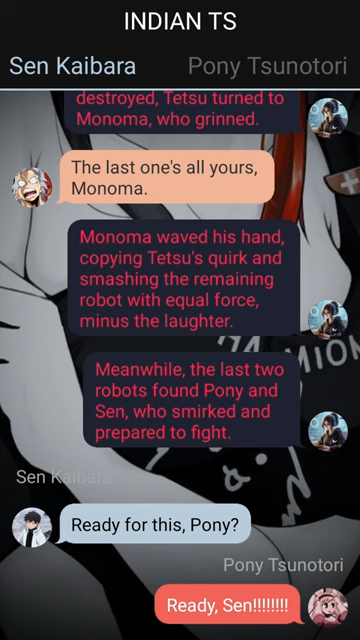 INDIAN TS
Sen Kaibara
Pony Tsunotori
destroyed, Tetsu turned to
Monoma, who grinned.
The last one's all yours,
Monoma.
Monoma waved his hand,
copying Tetsu's quirk and
smashing the remaining
robot with equal force,
minus the laughter.
Meanwhile, the last two
robots found Pony and
Sen, who smirked and
prepared to fight.
Sen Kaibara
Ready for this, Pony?
Pony Tsunotori
Ready, Sen!!!!!!!!